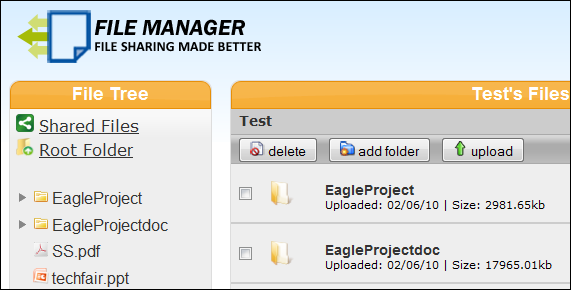 FILE MANAGER
FILE SHARING MADE BETTER
File Tree
Shared Files
Root Folder
EagleProject
EagleProjectdoc
SS.pdf
techfair.ppt
Test's Files
Test
delete add folder upload
EagleProject
Uploaded: 02/06/10 | Size: 2981.65kb
EagleProjectdoc
Uploaded: 02/06/10 | Size: 17965.01kb